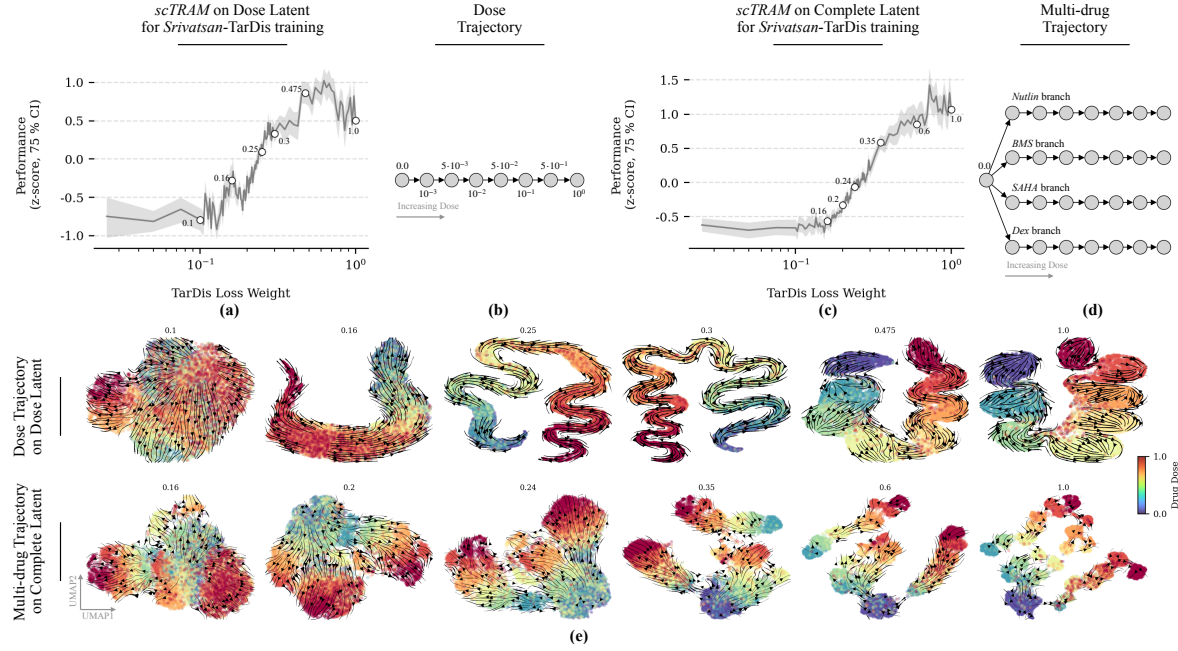 scTRAM on Dose Latent
for Srivatsan-TarDis training
Dose
Trajectory
scTRAM on Complete Latent
for Srivatsan-TarDis training
Multi-drug
Trajectory
Performance
(z-score, 75 % CI)
1.0
0.5
0.0
-0.5
-1.0
0.1
0.16
0.25
0.3
0.475
1.0
10⁻¹
10⁰
TarDis Loss Weight
(a)
0.0
5·10⁻³
5·10⁻²
5·10⁻¹
10⁻³
10⁻²
10⁻¹
10⁰
Increasing Dose
(b)
Performance
(z-score, 75 % CI)
1.5
1.0
0.5
0.0
-0.5
0.16
0.2
0.24
0.35
0.6
1.0
10⁻¹
10⁰
TarDis Loss Weight
(c)
Nutlin branch
BMS branch
0.0
SAHA branch
Dex branch
Increasing Dose
(d)
Dose Trajectory
on Dose Latent
0.1
0.16
0.25
0.3
0.475
1.0
Multi-drug Trajectory
on Complete Latent
0.16
0.2
0.24
0.35
0.6
1.0
UMAP2
UMAP1
1.0
0.0
Drug Dose
(e)